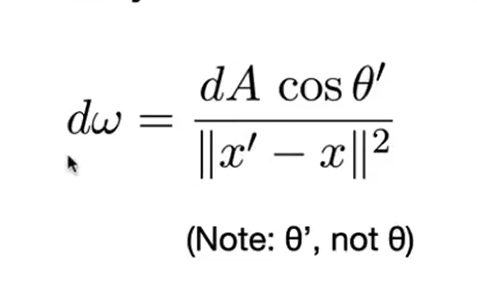 dω = dA cos θ′ / ‖x′ − x‖²
(Note: θ’, not θ)